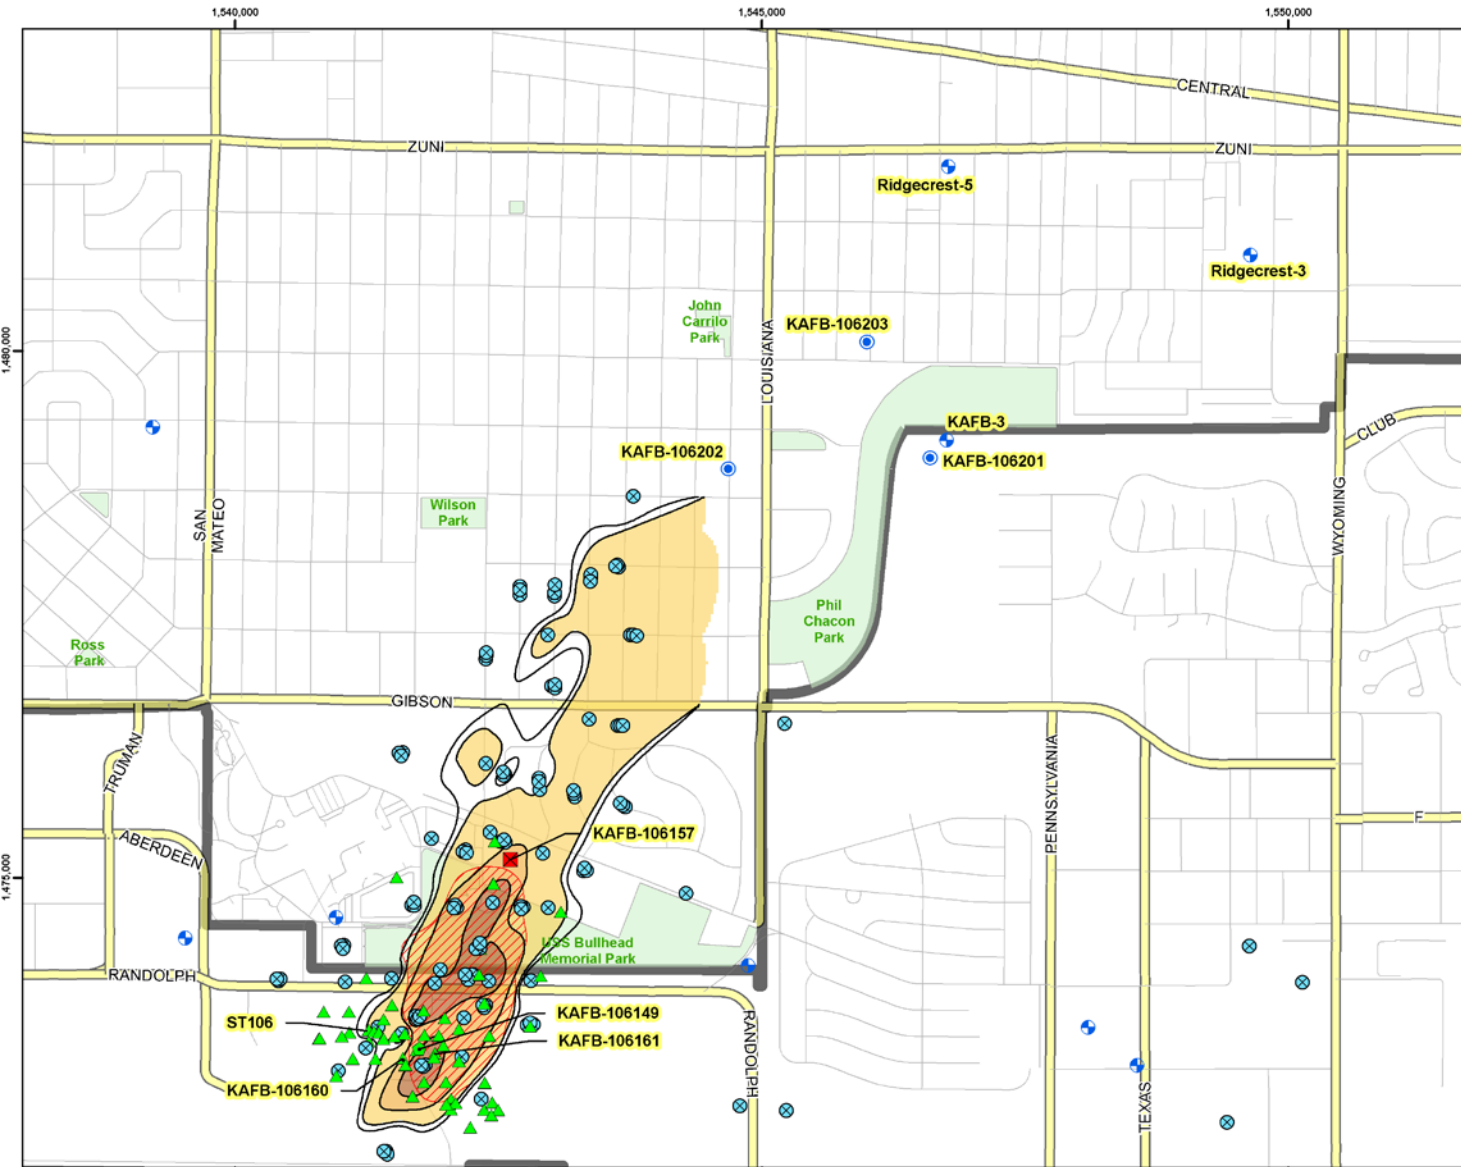 1,540,000
1,545,000
1,550,000
CENTRAL
ZUNI
ZUNI
Ridgecrest-5
Ridgecrest-3
John
Carrilo
Park
KAFB-106203
1,480,000
LOUISIANA
KAFB-3
CLUB
KAFB-106202
KAFB-106201
SAN
MATEO
Wilson
Park
WYOMING
Phil
Chacon
Park
Ross
Park
GIBSON
TRUMAN
PENNSYLVANIA
F
ABERDEEN
KAFB-106157
1,475,000
USS Bullhead
Memorial Park
RANDOLPH
KAFB-106149
ST106
KAFB-106161
RANDOLPH
KAFB-106160
TEXAS